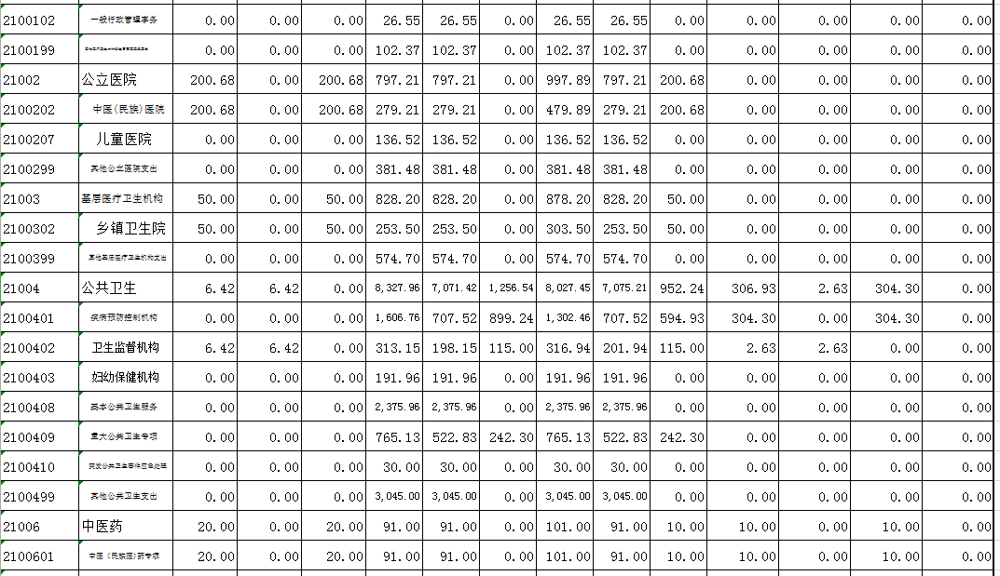 2100102 一般行政管理事务 0.00 0.00 0.00 26.55 26.55 0.00 26.55 26.55 0.00 0.00 0.00 0.00 0.00
2100199 0.00 0.00 0.00 102.37 102.37 0.00 102.37 102.37 0.00 0.00 0.00 0.00 0.00
21002 公立医院 200.68 0.00 200.68 797.21 797.21 0.00 997.89 797.21 200.68 0.00 0.00 0.00 0.00
2100202 中医(民族)医院 200.68 0.00 200.68 279.21 279.21 0.00 479.89 279.21 200.68 0.00 0.00 0.00 0.00
2100207 儿童医院 0.00 0.00 0.00 136.52 136.52 0.00 136.52 136.52 0.00 0.00 0.00 0.00 0.00
2100299 其他公立医院支出 0.00 0.00 0.00 381.48 381.48 0.00 381.48 381.48 0.00 0.00 0.00 0.00 0.00
21003 基层医疗卫生机构 50.00 0.00 50.00 828.20 828.20 0.00 878.20 828.20 50.00 0.00 0.00 0.00 0.00
2100302 乡镇卫生院 50.00 0.00 50.00 253.50 253.50 0.00 303.50 253.50 50.00 0.00 0.00 0.00 0.00
2100399 其他基层医疗卫生机构支出 0.00 0.00 0.00 574.70 574.70 0.00 574.70 574.70 0.00 0.00 0.00 0.00 0.00
21004 公共卫生 6.42 6.42 0.00 8,327.96 7,071.42 1,256.54 8,027.45 7,075.21 952.24 306.93 2.63 304.30 0.00
2100401 疾病预防控制机构 0.00 0.00 0.00 1,606.76 707.52 899.24 1,302.46 707.52 594.93 304.30 0.00 304.30 0.00
2100402 卫生监督机构 6.42 6.42 0.00 313.15 198.15 115.00 316.94 201.94 115.00 2.63 2.63 0.00 0.00
2100403 妇幼保健机构 0.00 0.00 0.00 191.96 191.96 0.00 191.96 191.96 0.00 0.00 0.00 0.00 0.00
2100408 基本公共卫生服务 0.00 0.00 0.00 2,375.96 2,375.96 0.00 2,375.96 2,375.96 0.00 0.00 0.00 0.00 0.00
2100409 重大公共卫生专项 0.00 0.00 0.00 765.13 522.83 242.30 765.13 522.83 242.30 0.00 0.00 0.00 0.00
2100410 突发公共卫生事件应急处理 0.00 0.00 0.00 30.00 30.00 0.00 30.00 30.00 0.00 0.00 0.00 0.00 0.00
2100499 其他公共卫生支出 0.00 0.00 0.00 3,045.00 3,045.00 0.00 3,045.00 3,045.00 0.00 0.00 0.00 0.00 0.00
21006 中医药 20.00 0.00 20.00 91.00 91.00 0.00 101.00 91.00 10.00 10.00 0.00 10.00 0.00
2100601 中医(民族医)药专项 20.00 0.00 20.00 91.00 91.00 0.00 101.00 91.00 10.00 10.00 0.00 10.00 0.00